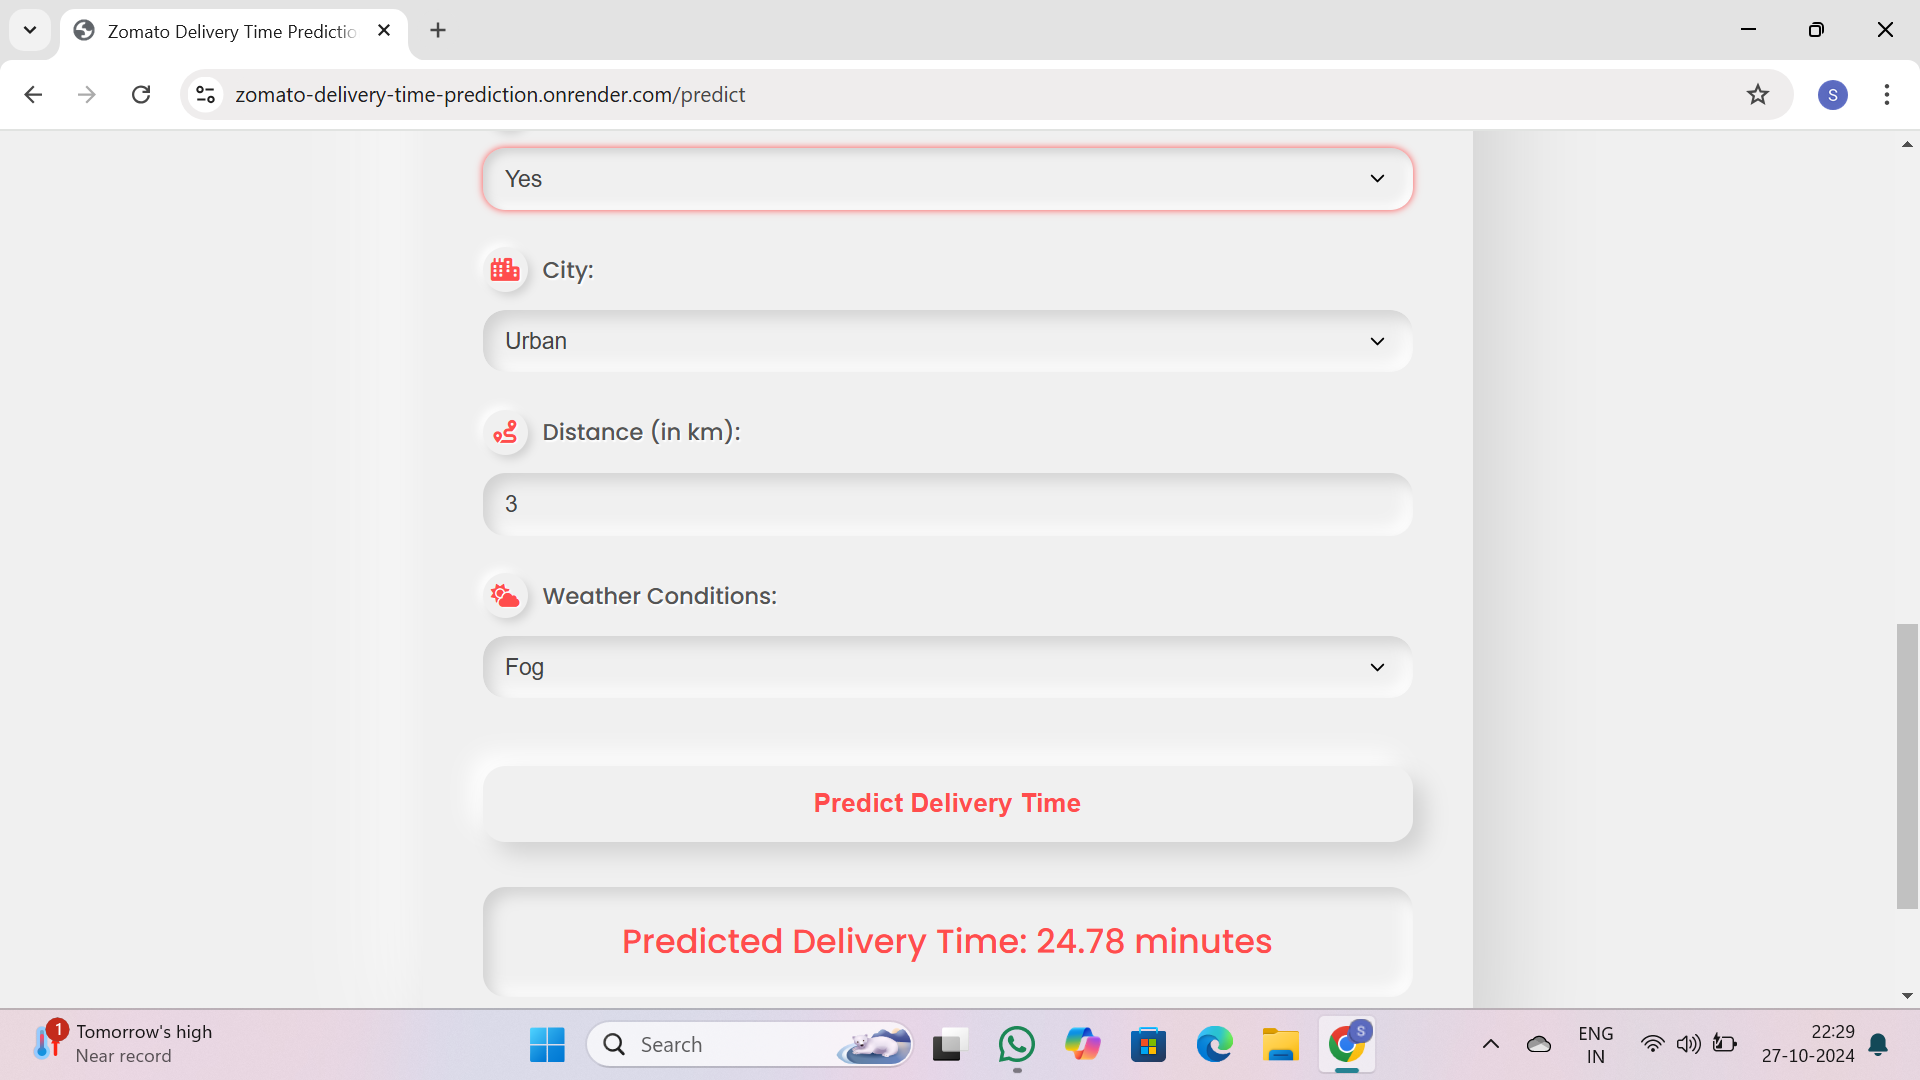 Zomato Delivery Time Predictio
zomato-delivery-time-prediction.onrender.com/predict
S
Yes
City:
Urban
Distance (in km):
3
Weather Conditions:
Fog
Predict Delivery Time
Predicted Delivery Time: 24.78 minutes
1
Tomorrow's high
Near record
Search
S
ENG
IN
22:29
27-10-2024